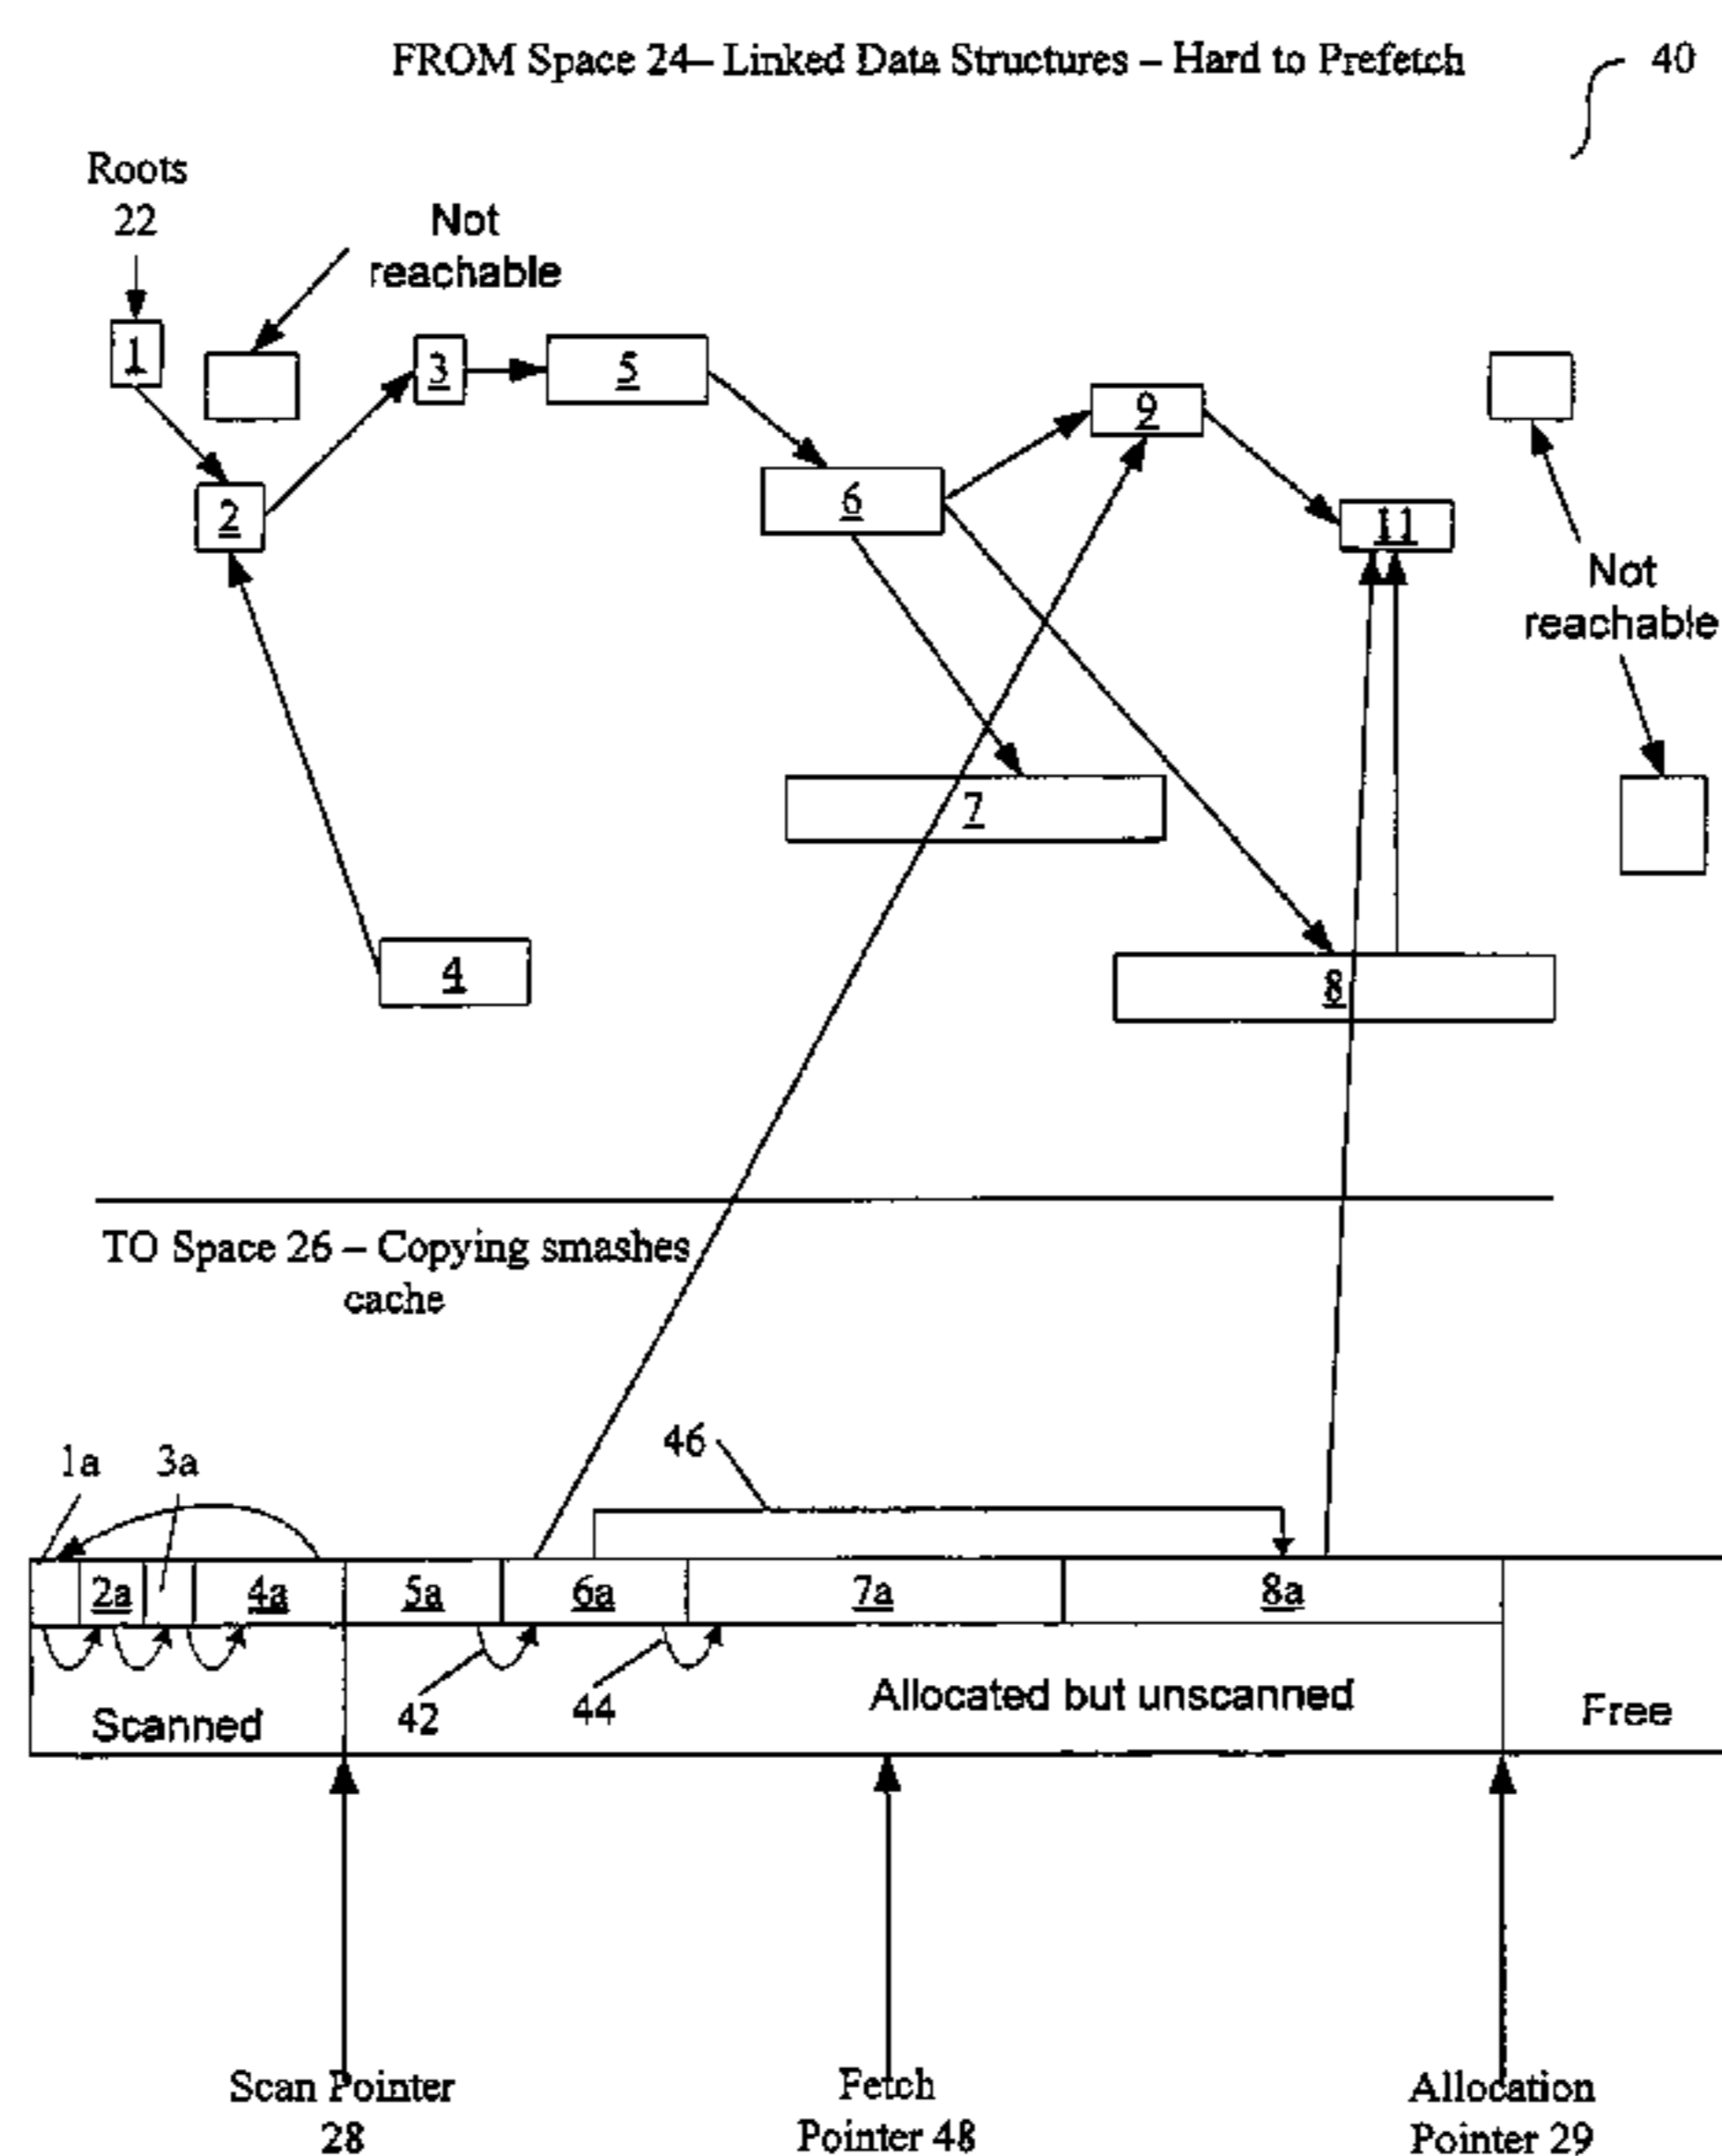 FROM Space 24– Linked Data Structures – Hard to Prefetch
40
Roots
22
Not
reachable
1
3
5
9
2
6
11
Not
reachable
7
4
8
TO Space 26 – Copying smashes
cache
46
1a
3a
2a
4a
5a
6a
7a
8a
42
44
Allocated but unscanned
Scanned
Free
Scan Pointer
28
Fetch
Pointer 48
Allocation
Pointer 29